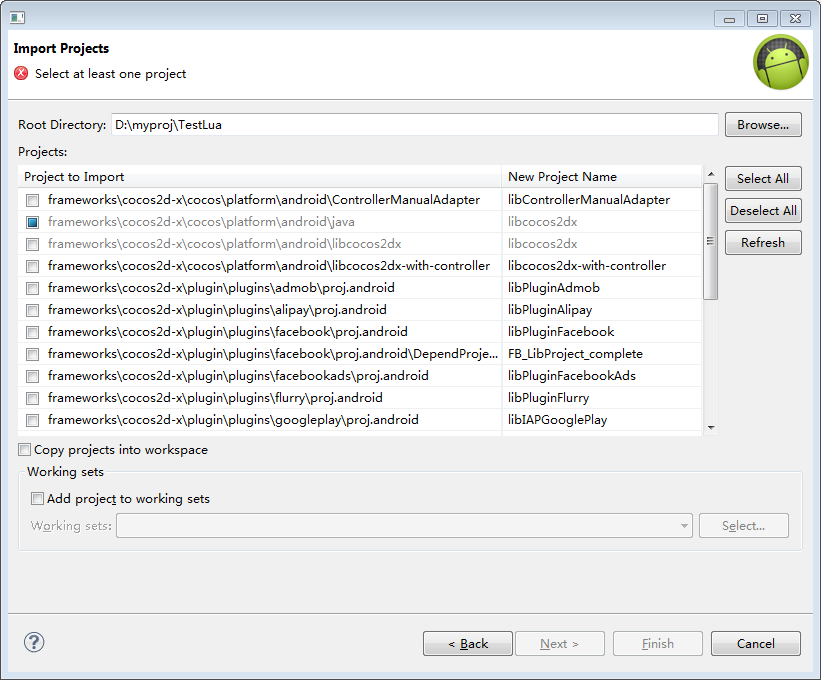 Import Projects
Select at least one project
Root Directory: D:\myproj\TestLua Browse...
Projects:
Project to Import New Project Name
Select All
frameworks\cocos2d-x\cocos\platform\android\ControllerManualAdapter libControllerManualAdapter
frameworks\cocos2d-x\cocos\platform\android\java libcocos2dx
Deselect All
frameworks\cocos2d-x\cocos\platform\android\libcocos2dx libcocos2dx
Refresh
frameworks\cocos2d-x\cocos\platform\android\libcocos2dx-with-controller libcocos2dx-with-controller
frameworks\cocos2d-x\plugin\plugins\admob\proj.android libPluginAdmob
frameworks\cocos2d-x\plugin\plugins\alipay\proj.android libPluginAlipay
frameworks\cocos2d-x\plugin\plugins\facebook\proj.android libPluginFacebook
frameworks\cocos2d-x\plugin\plugins\facebook\proj.android\DependProje... FB_LibProject_complete
frameworks\cocos2d-x\plugin\plugins\facebookads\proj.android libPluginFacebookAds
frameworks\cocos2d-x\plugin\plugins\flurry\proj.android libPluginFlurry
frameworks\cocos2d-x\plugin\plugins\googleplay\proj.android libIAPGooglePlay
Copy projects into workspace
Working sets
Add project to working sets
Working sets: Select...
? < Back Next > Finish Cancel